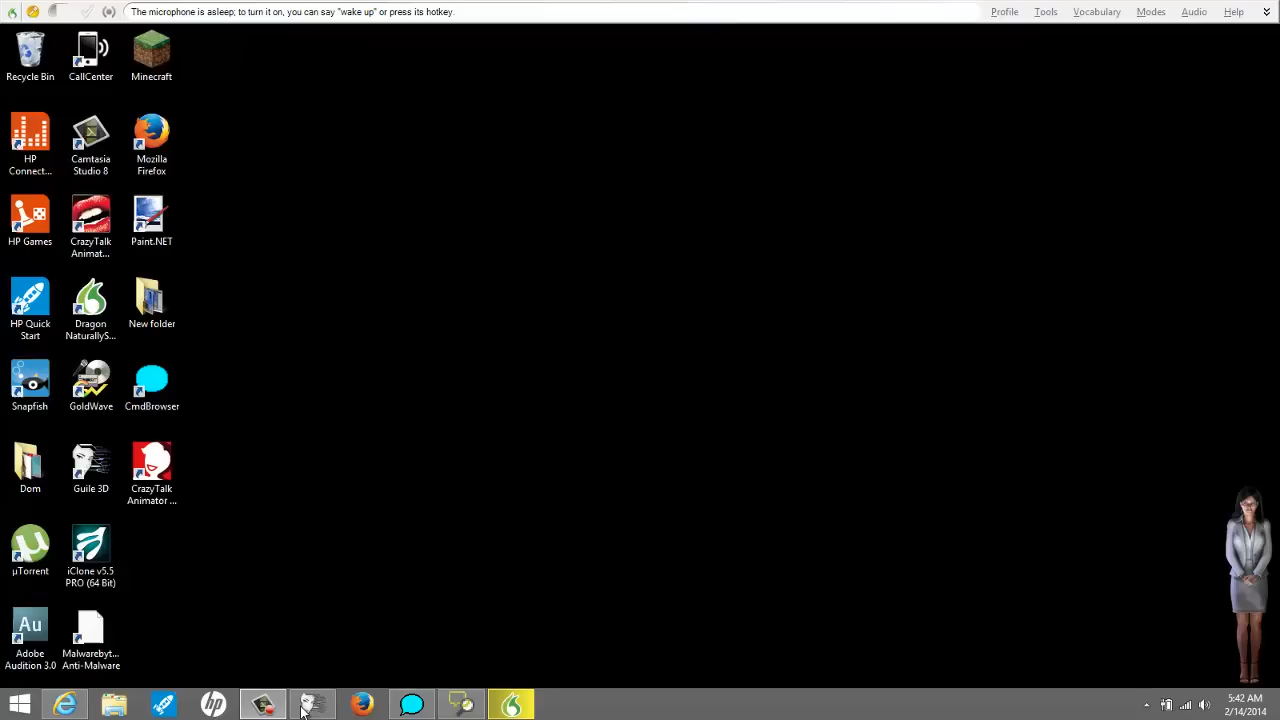 The microphone is asleep; to turn it on, you can say "wake up" or press its hotkey.
Profile Tools Vocabulary Modes Audio Help
Recycle Bin
CallCenter
Minecraft
HP
Connect...
Camtasia
Studio 8
Mozilla
Firefox
HP Games
CrazyTalk
Animat...
Paint.NET
HP Quick
Start
Dragon
NaturallyS...
New folder
Snapfish
GoldWave
CmdBrowser
Dom
Guile 3D
CrazyTalk
Animator ...
µTorrent
iClone v5.5
PRO (64 Bit)
Au
Adobe
Audition 3.0
Malwarebyt...
Anti-Malware
hp
5:42 AM
2/14/2014